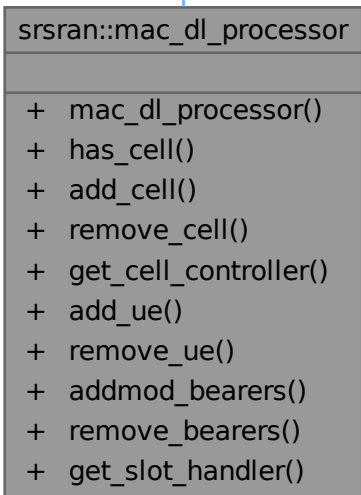 srsran::mac_dl_processor
+ mac_dl_processor()
+ has_cell()
+ add_cell()
+ remove_cell()
+ get_cell_controller()
+ add_ue()
+ remove_ue()
+ addmod_bearers()
+ remove_bearers()
+ get_slot_handler()